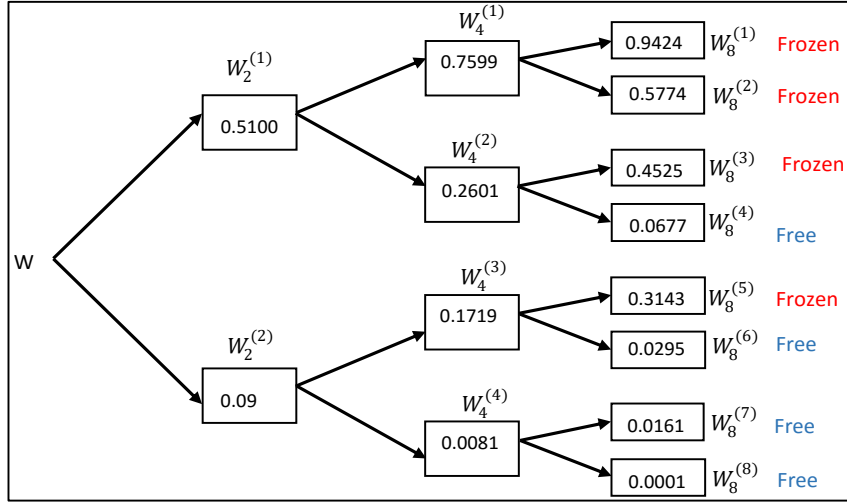 W
W_2^{(1)}
0.5100
W_2^{(2)}
0.09
W_4^{(1)}
0.7599
W_4^{(2)}
0.2601
W_4^{(3)}
0.1719
W_4^{(4)}
0.0081
0.9424 W_8^{(1)} Frozen
0.5774 W_8^{(2)} Frozen
0.4525 W_8^{(3)} Frozen
0.0677 W_8^{(4)} Free
0.3143 W_8^{(5)} Frozen
0.0295 W_8^{(6)} Free
0.0161 W_8^{(7)} Free
0.0001 W_8^{(8)} Free